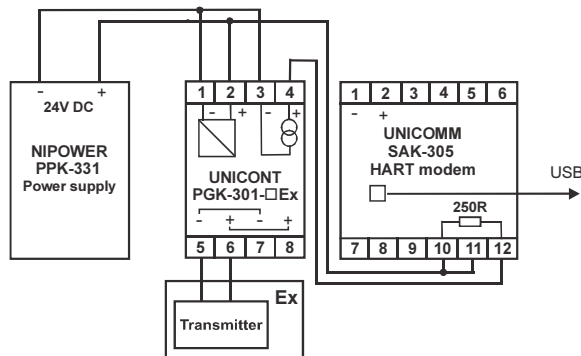 - +
24V DC
NIPOWER
PPK-331
Power supply
1 2 3 4
- + - +
UNICONT
PGK-301-□Ex
- + - +
5 6 7 8
Ex
Transmitter
1 2 3 4 5 6
- +
UNICOMM
SAK-305
HART modem
USB
250R
7 8 9 10 11 12